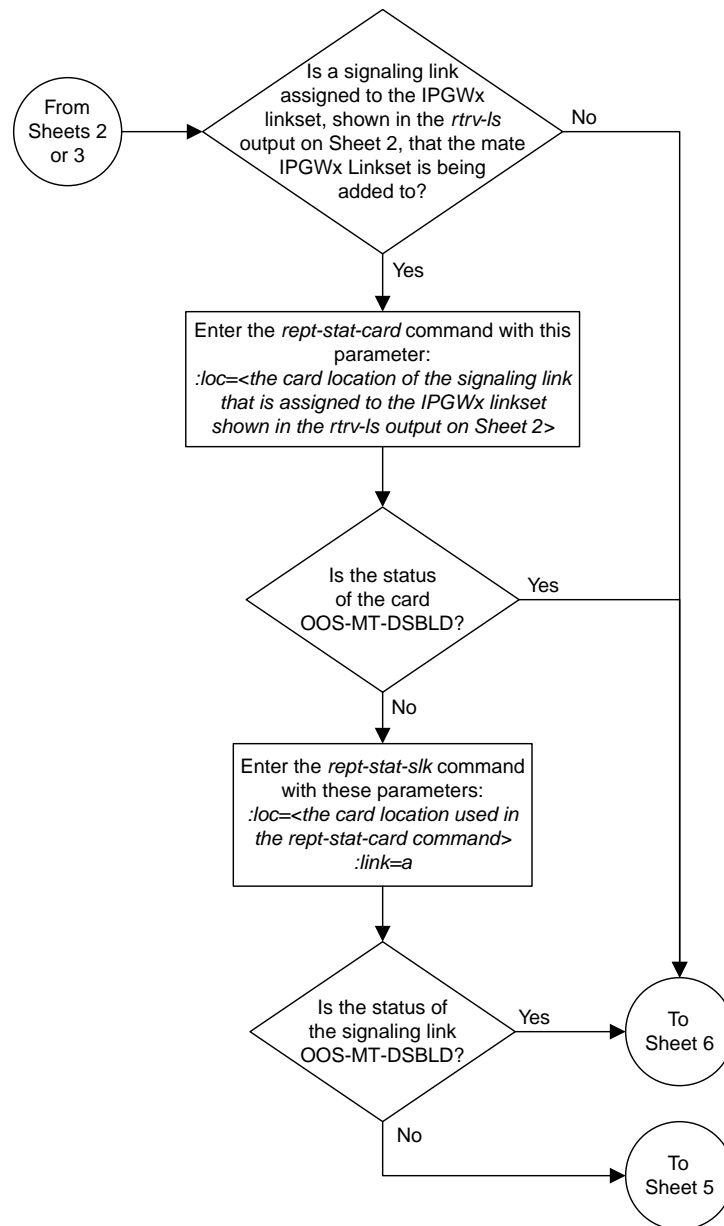 From
Sheets 2
or 3
Is a signaling link
assigned to the IPGWx
linkset, shown in the rtrv-ls
output on Sheet 2, that the mate
IPGWx Linkset is being
added to?
No
Yes
Enter the rept-stat-card command with this
parameter:
:loc=<the card location of the signaling link
that is assigned to the IPGWx linkset
shown in the rtrv-ls output on Sheet 2>
Is the status
of the card
OOS-MT-DSBLD?
Yes
No
Enter the rept-stat-slk command
with these parameters:
:loc=<the card location used in
the rept-stat-card command>
:link=a
Is the status of
the signaling link
OOS-MT-DSBLD?
Yes
To
Sheet 6
No
To
Sheet 5